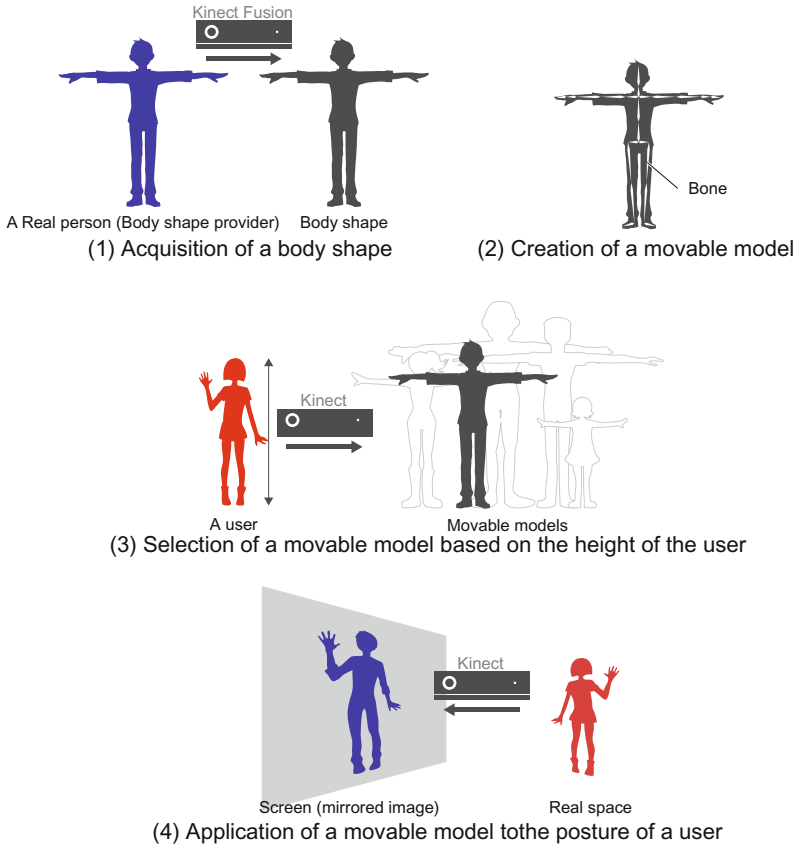 Kinect Fusion
A Real person (Body shape provider)
Body shape
(1) Acquisition of a body shape
Bone
(2) Creation of a movable model
Kinect
A user
Movable models
(3) Selection of a movable model based on the height of the user
Kinect
Screen (mirrored image)
Real space
(4) Application of a movable model tothe posture of a user